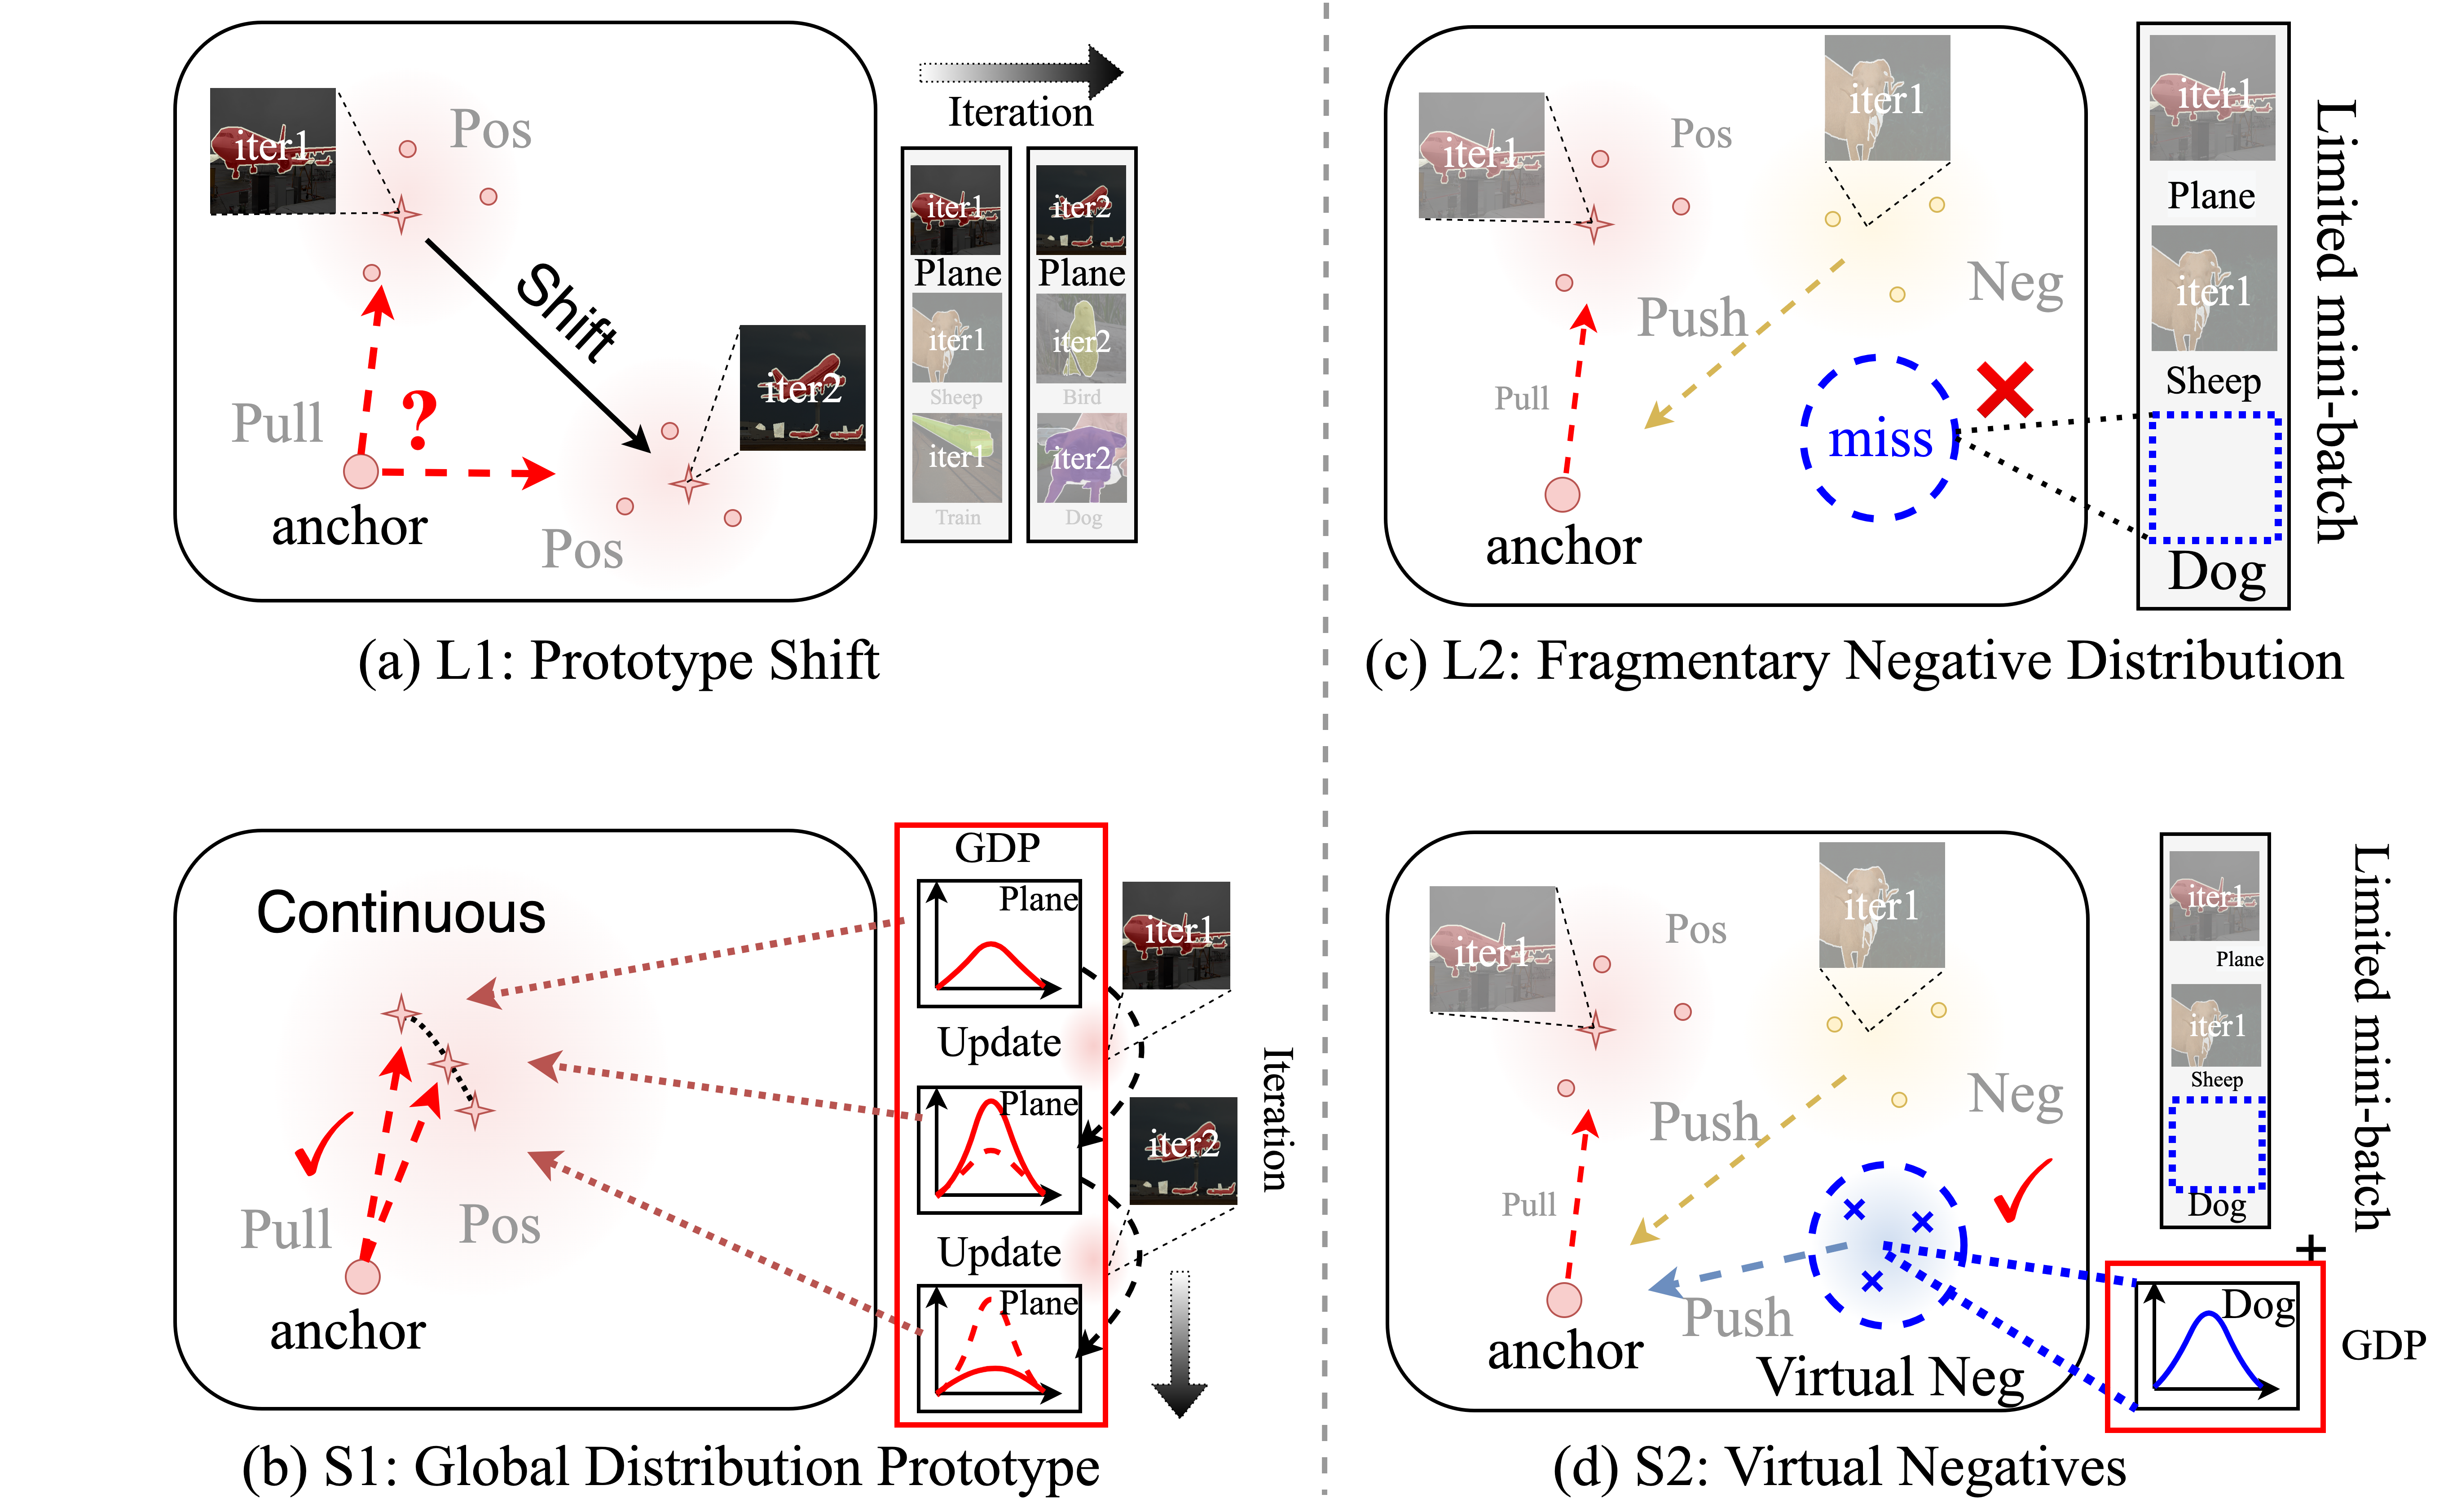 iter1
Pos
Shift
iter2
Pull
?
anchor
Pos
Iteration
iter1
Plane
iter1
Sheep
iter1
Train
iter2
Plane
iter2
Bird
iter2
Dog
(a) L1: Prototype Shift
iter1
Pos
iter1
Neg
Push
Pull
miss
anchor
iter1
Plane
iter1
Sheep
Dog
Limited mini-batch
(c) L2: Fragmentary Negative Distribution
Continuous
Pull
Pos
anchor
GDP
Plane
Update
Plane
Update
Plane
iter1
iter2
Iteration
(b) S1: Global Distribution Prototype
iter1
Pos
iter1
Neg
Push
Pull
Push
anchor
Virtual Neg
iter1
Plane
iter1
Sheep
Dog
Limited mini-batch
+
Dog
GDP
(d) S2: Virtual Negatives